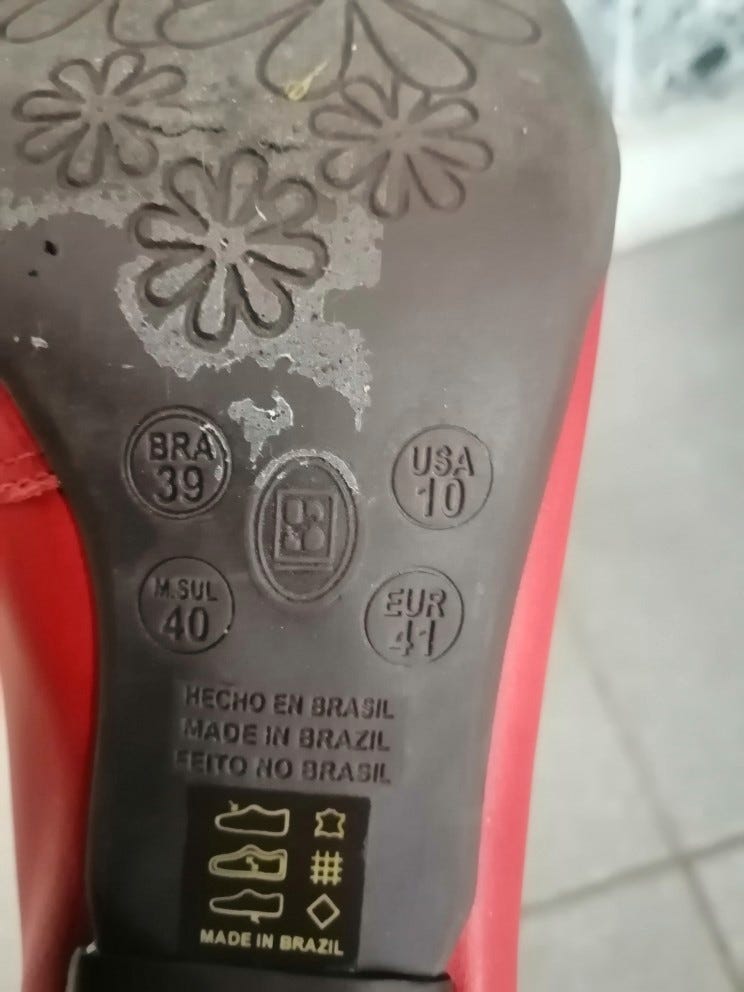 BRA
39
USA
10
M.SUL
40
EUR
41
HECHO EN BRASIL
MADE IN BRAZIL
FEITO NO BRASIL
MADE IN BRAZIL